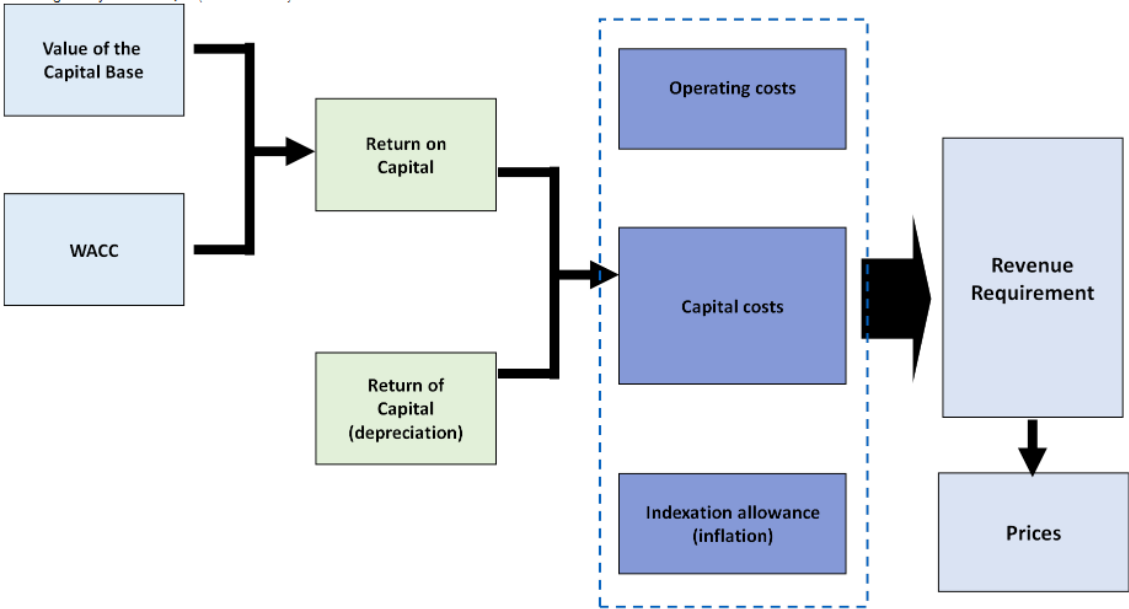 Value of the
Capital Base
WACC
Return on
Capital
Return of
Capital
(depreciation)
Operating costs
Capital costs
Indexation allowance
(inflation)
Revenue
Requirement
Prices